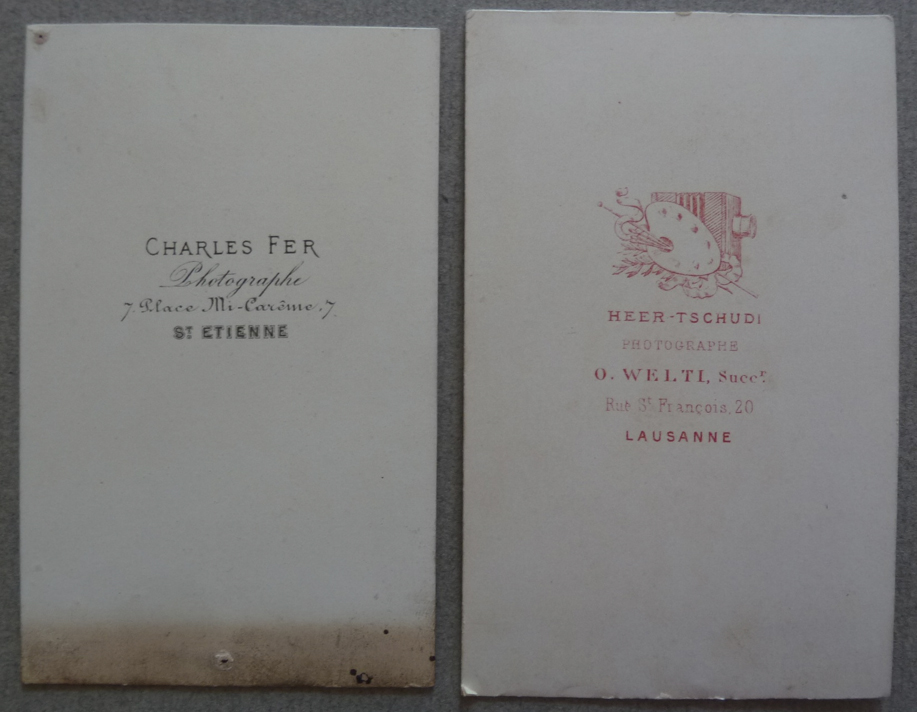 CHARLES FER
Photographe
7. Place Mi-Carême, 7.
ST ETIENNE
HEER-TSCHUDI
PHOTOGRAPHE
O. WELTI, Succr.
Rue St. François, 20
LAUSANNE